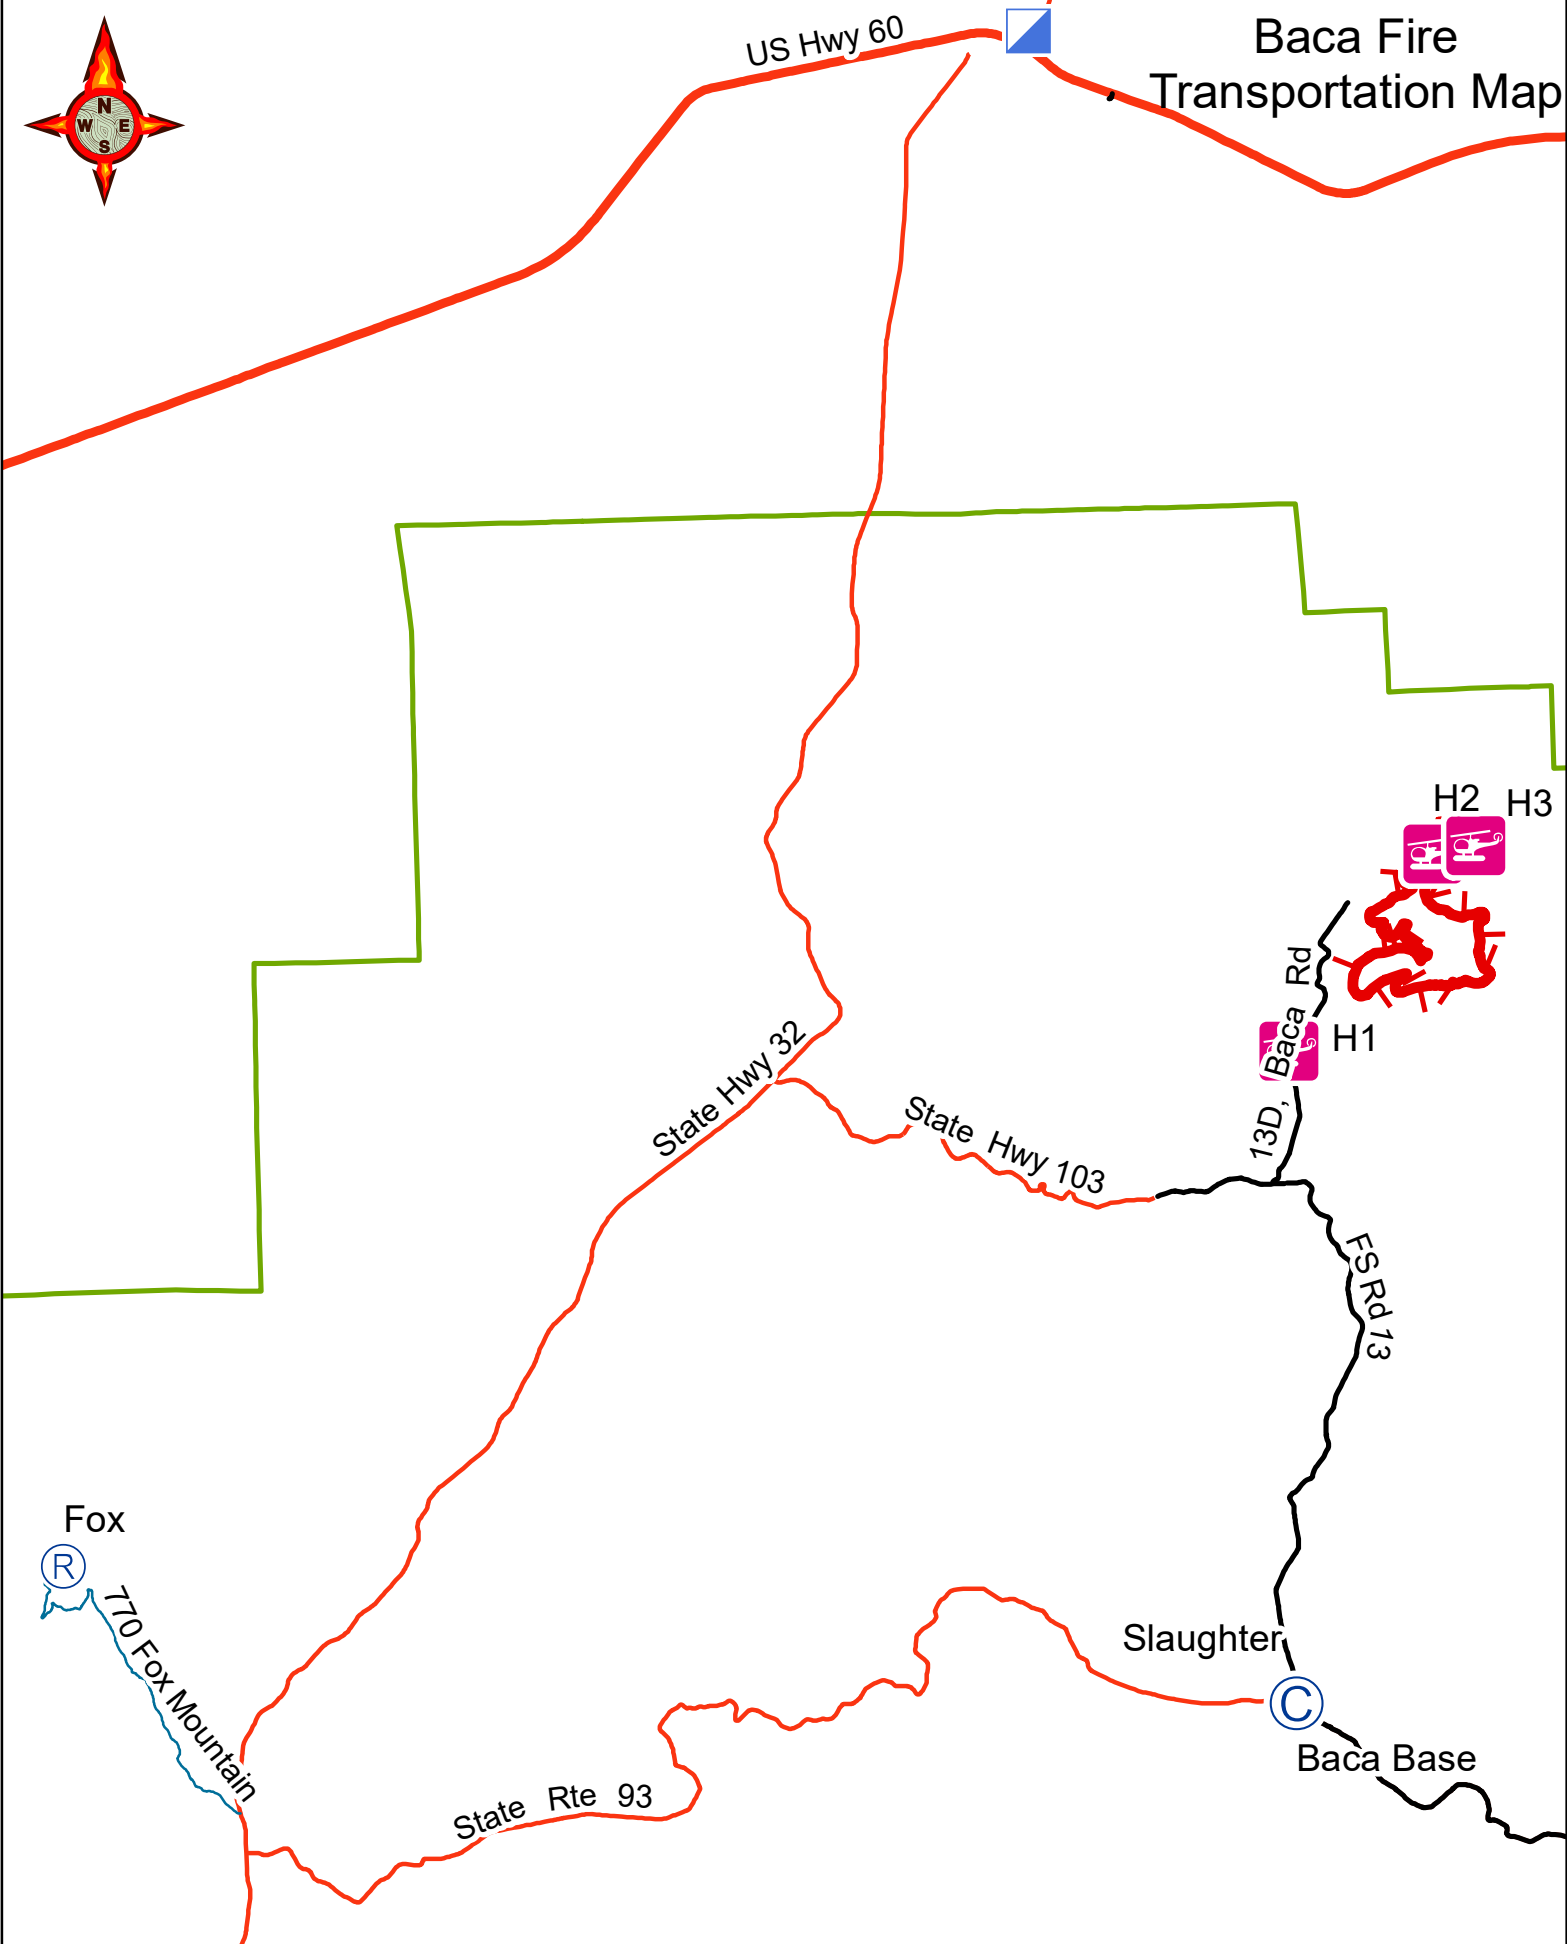 US Hwy 60
Baca Fire
Transportation Map
N
W E
S
H2
H3
13D, Baca Rd
H1
State Hwy 32
State Hwy 103
FS Rd 13
Fox
R
770 Fox Mountain
Slaughter
C
Baca Base
State Rte 93